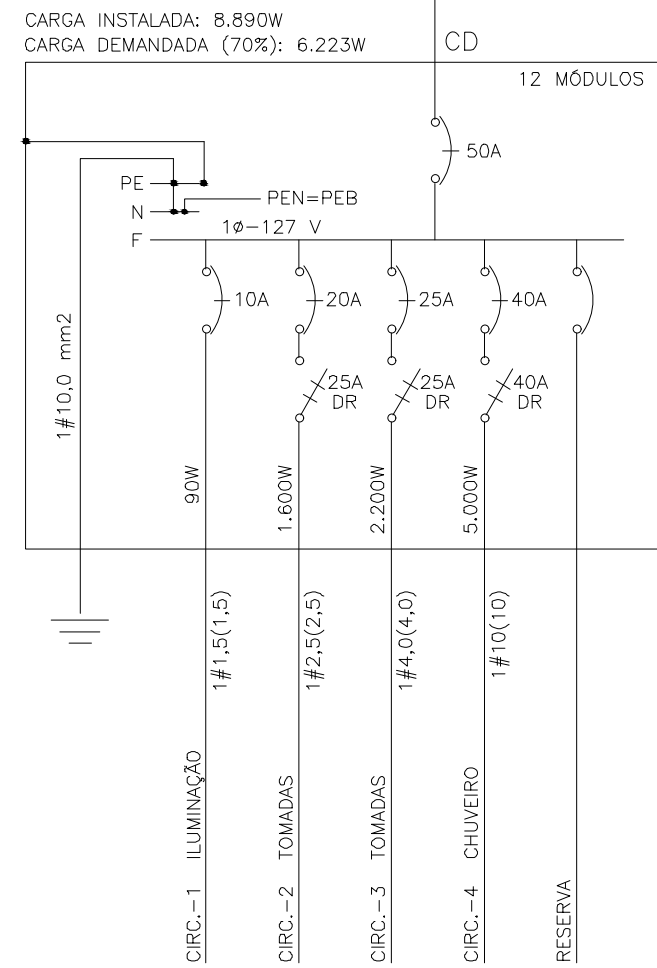 CARGA INSTALADA: 8.890W
CARGA DEMANDADA (70%): 6.223W
CD
12 MÓDULOS
50A
PE
PEN=PEB
N
1ø-127 V
F
10A
20A
25A
40A
25A
DR
25A
DR
40A
DR
1#10,0 mm2
90W
1.600W
2.200W
5.000W
1#1,5(1,5)
1#2,5(2,5)
1#4,0(4,0)
1#10(10)
CIRC.-1 ILUMINAÇÃO
CIRC.-2 TOMADAS
CIRC.-3 TOMADAS
CIRC.-4 CHUVEIRO
RESERVA